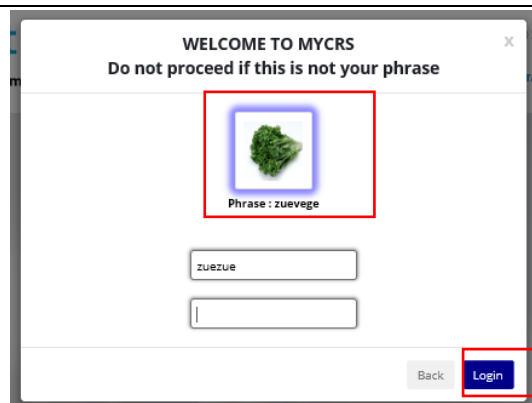 WELCOME TO MYCRS
x
Do not proceed if this is not your phrase
m
Phrase : zuevege
zuezue
Back
Login